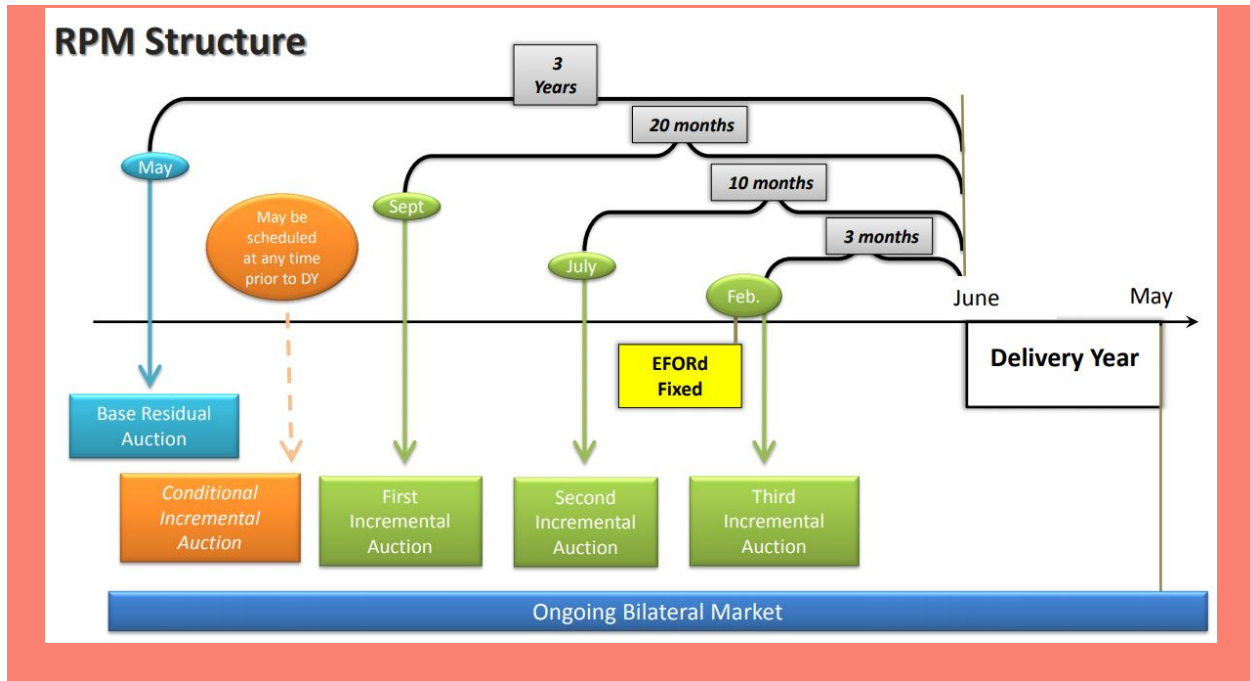 RPM Structure
3
Years
20 months
10 months
3 months
May
May be
scheduled
at any time
prior to DY
Sept
July
Feb.
June
May
EFORd
Fixed
Delivery Year
Base Residual
Auction
Conditional
Incremental
Auction
First
Incremental
Auction
Second
Incremental
Auction
Third
Incremental
Auction
Ongoing Bilateral Market